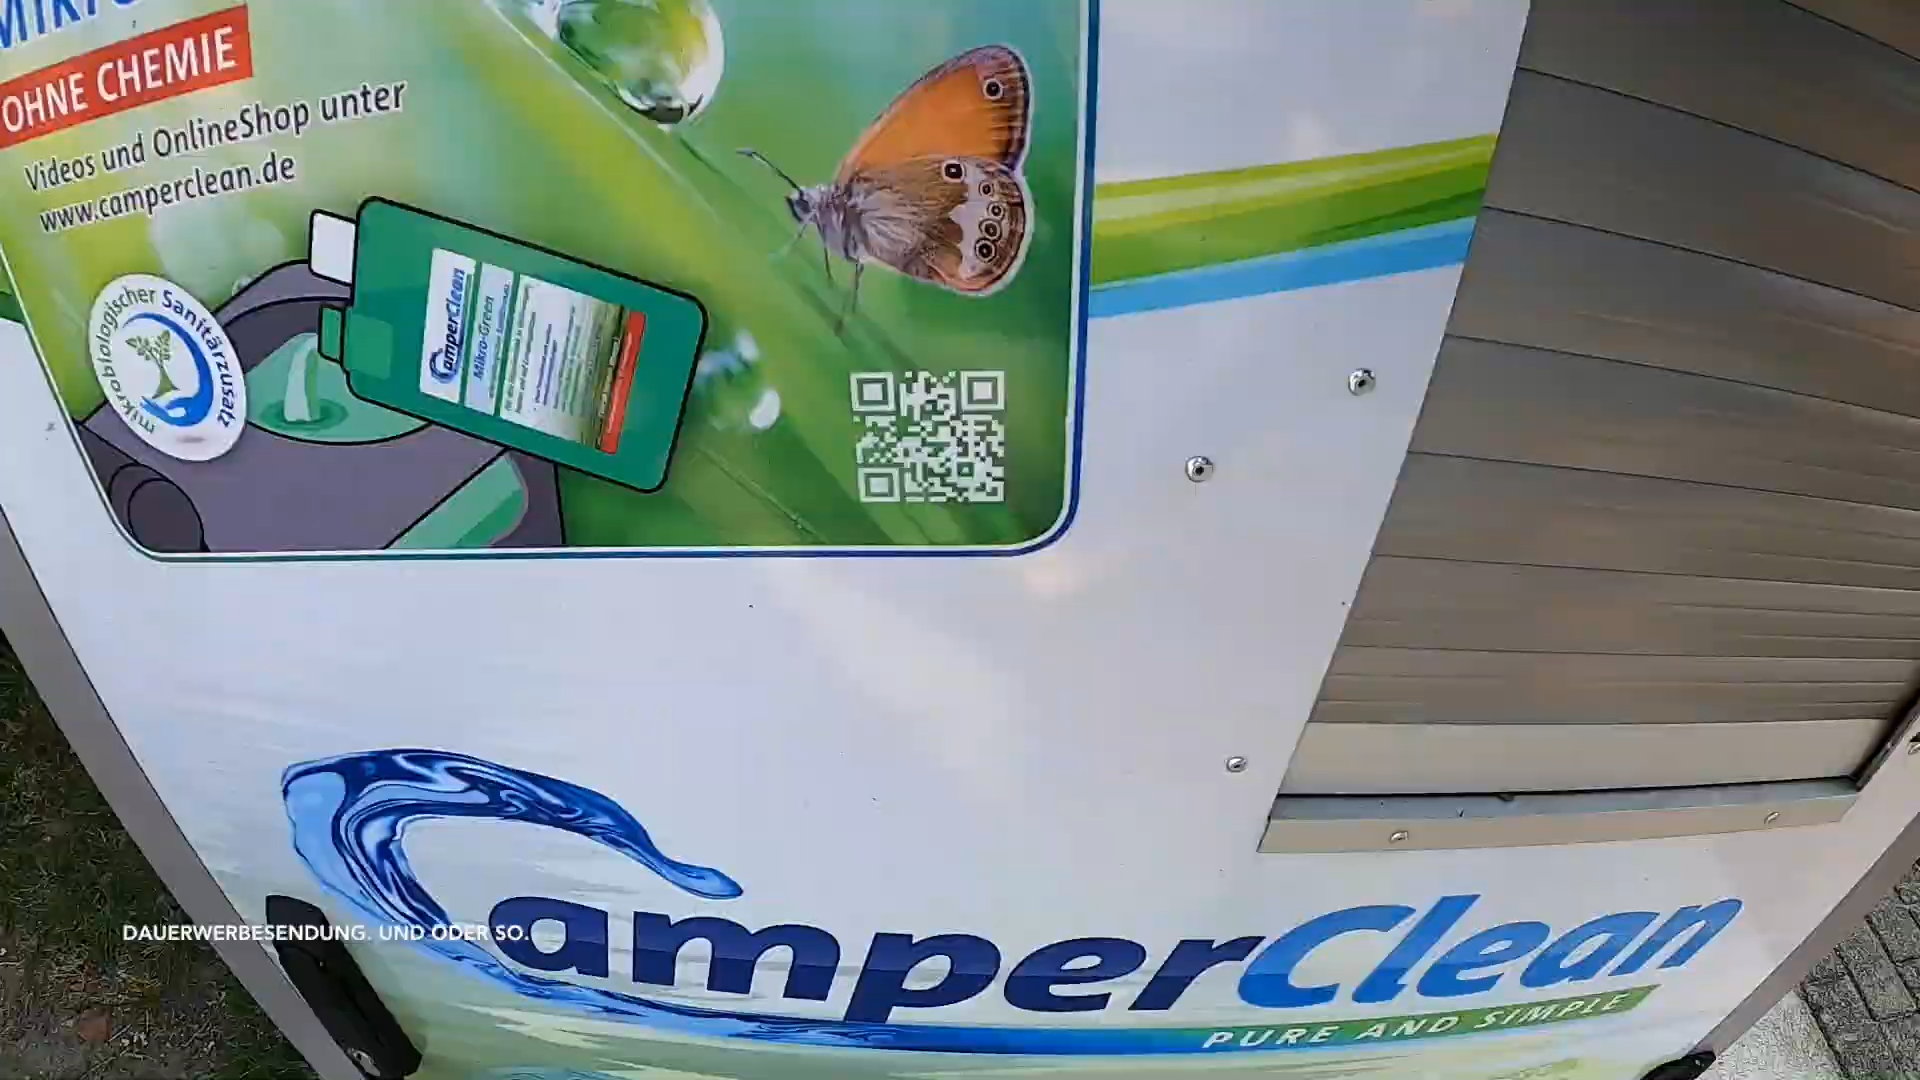 OHNE CHEMIE
Videos und OnlineShop unter
www.camperclean.de
mikrobiologischer Sanitärzusatz
CamperClean
Mikro-Green
DAUERWERBESENDUNG. UND ODER SO.
CamperClean
PURE AND SIMPLE